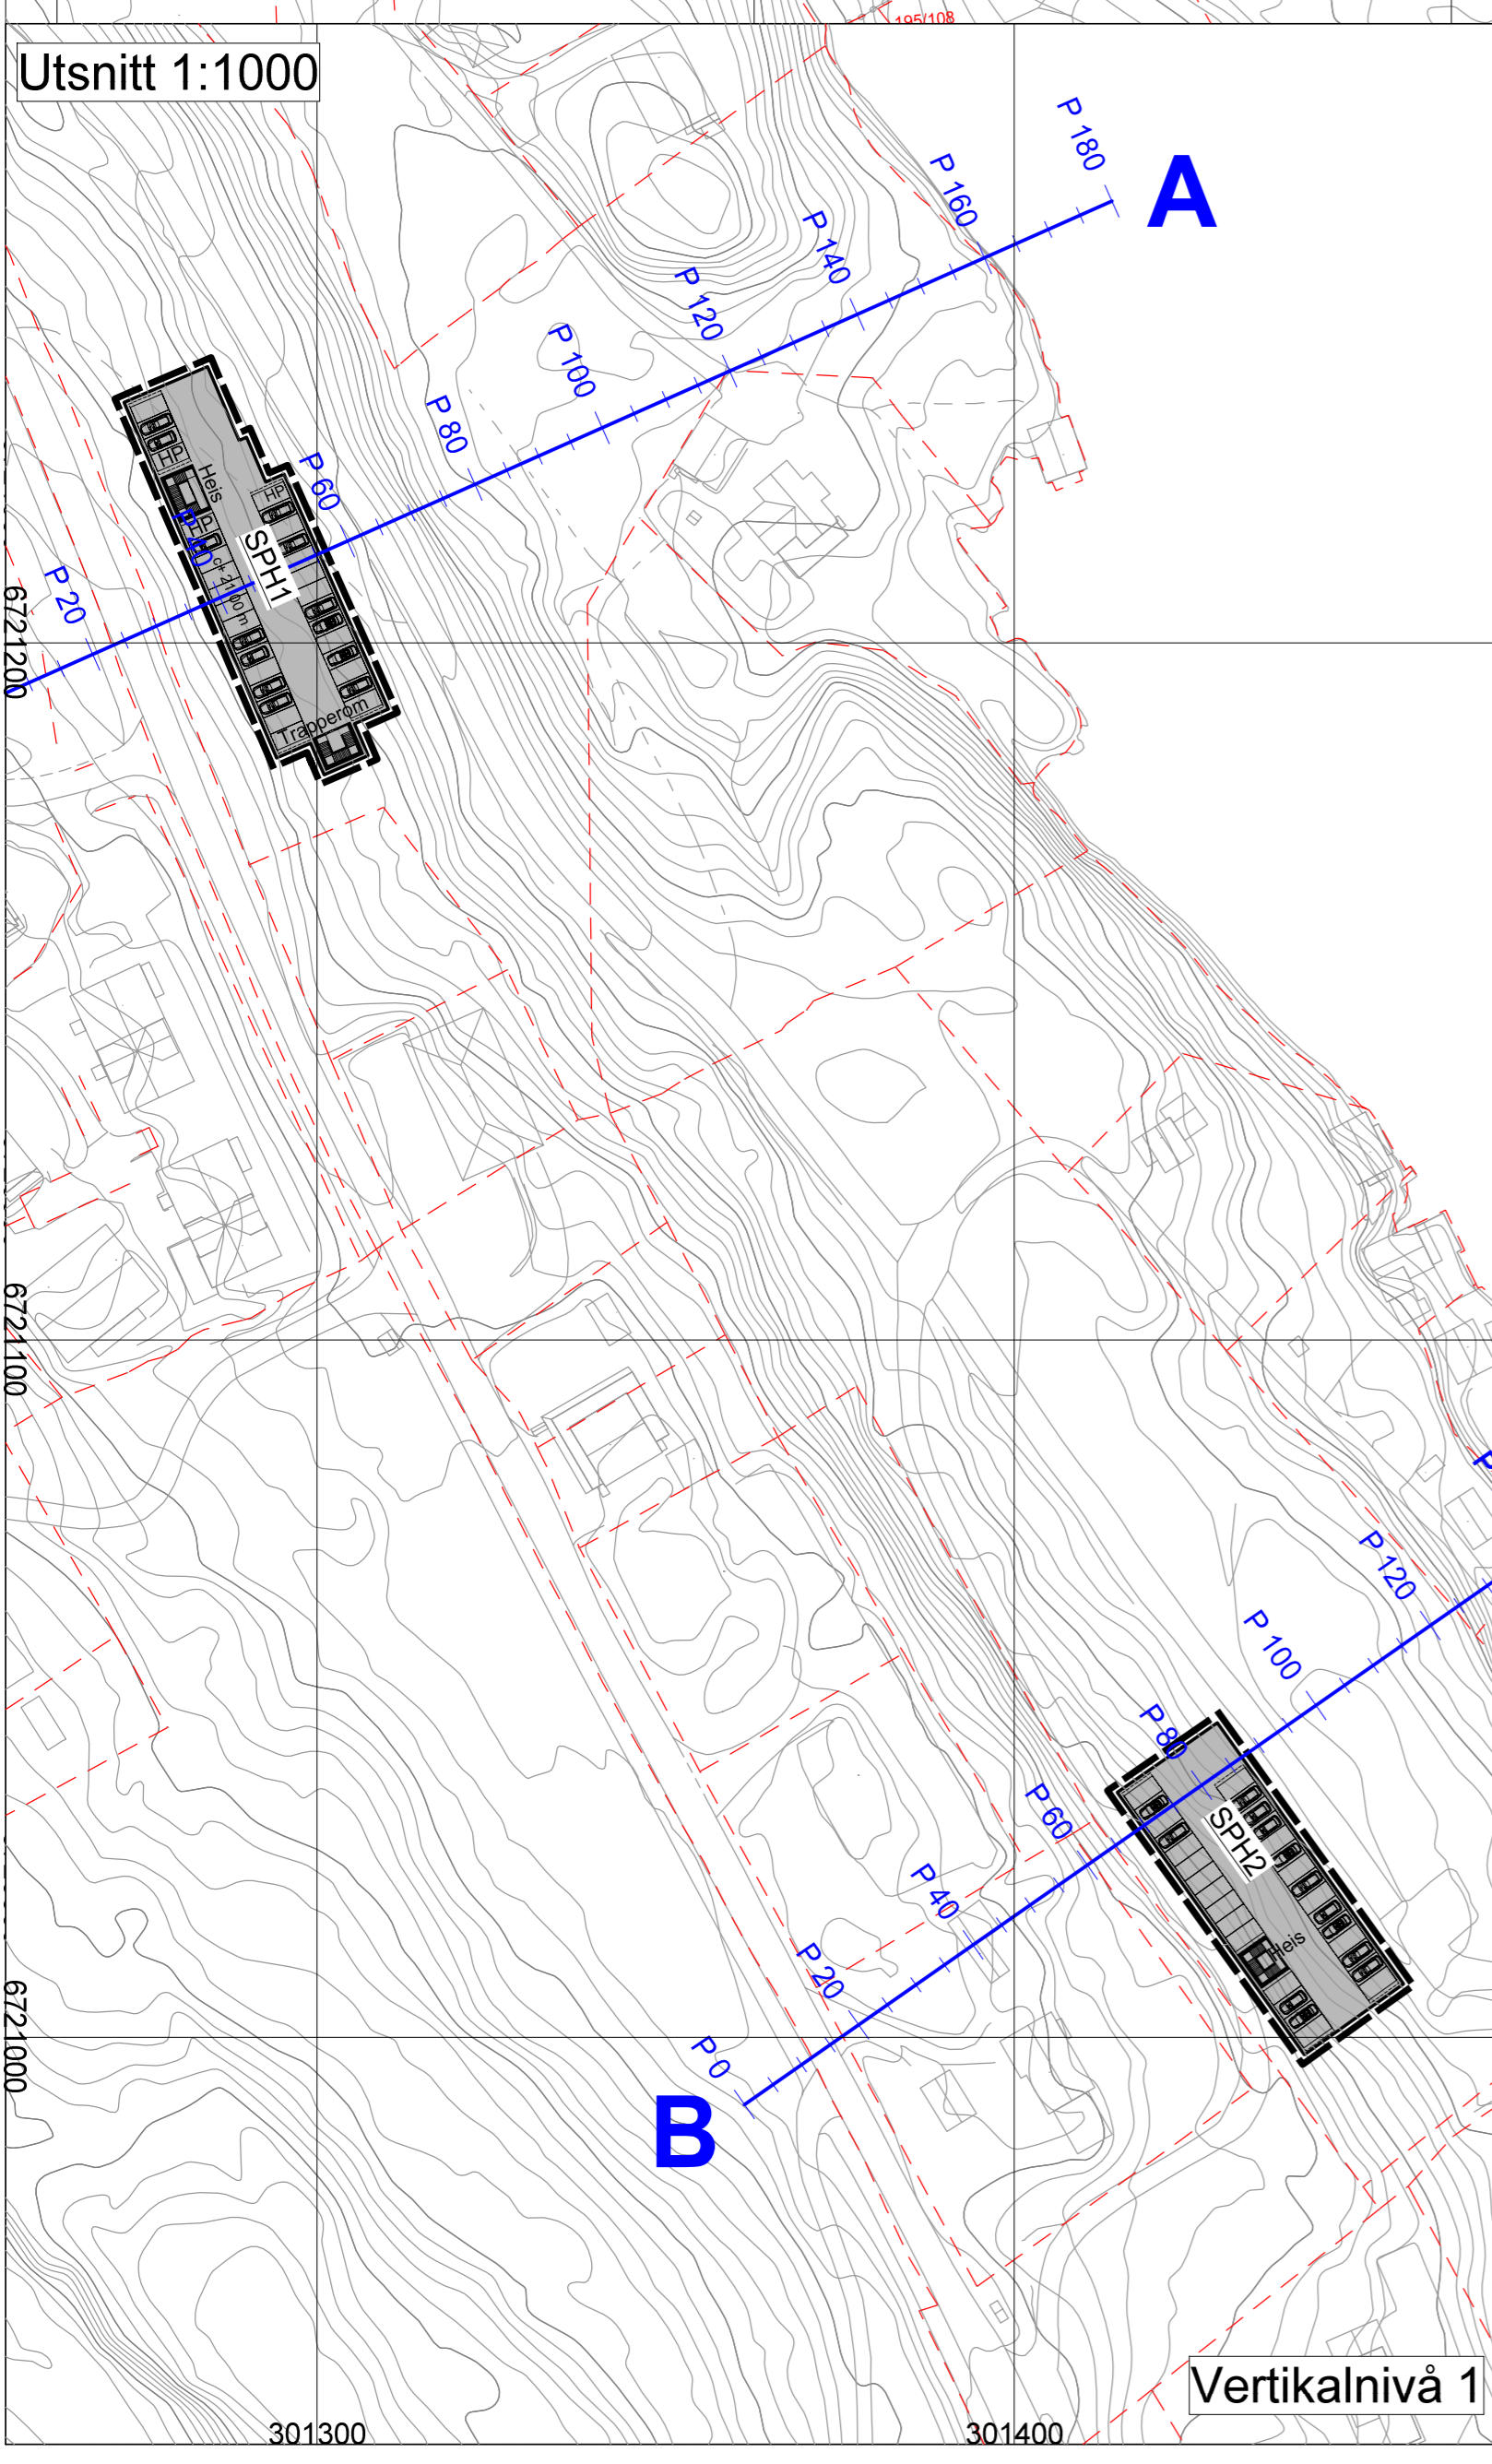 195/108
Utsnitt 1:1000
P 180
A
P 160
P 140
P 120
P 100
P 80
P 60
P 40
P 20
HP
Heis
HP
HP
SPH1
Trapperom
6721200
6721100
P 120
P 100
P 80
P 60
P 40
P 20
P 0
B
SPH2
Heis
6721000
Vertikalnivå 1
301300
301400